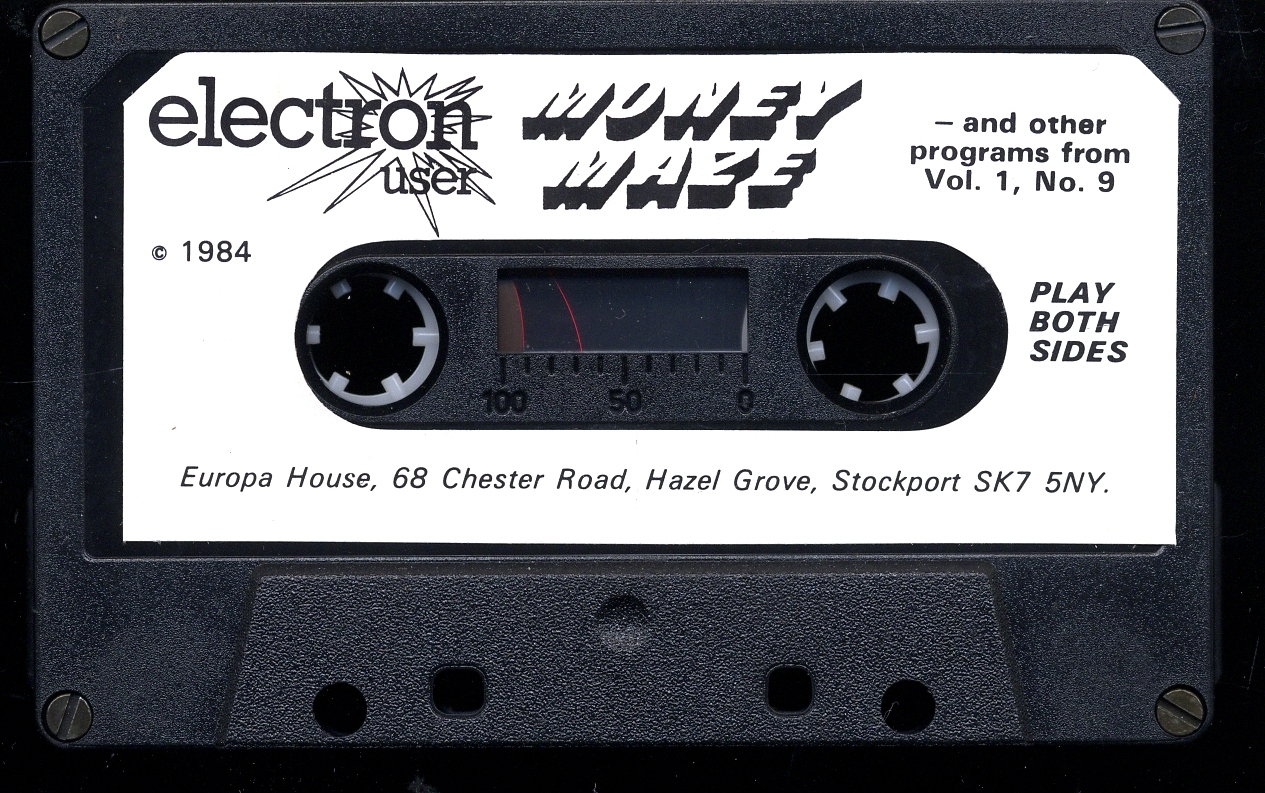 electron
user
MONEY
MAZE
– and other
programs from
Vol. 1, No. 9
© 1984
PLAY
BOTH
SIDES
100 50 0
Europa House, 68 Chester Road, Hazel Grove, Stockport SK7 5NY.